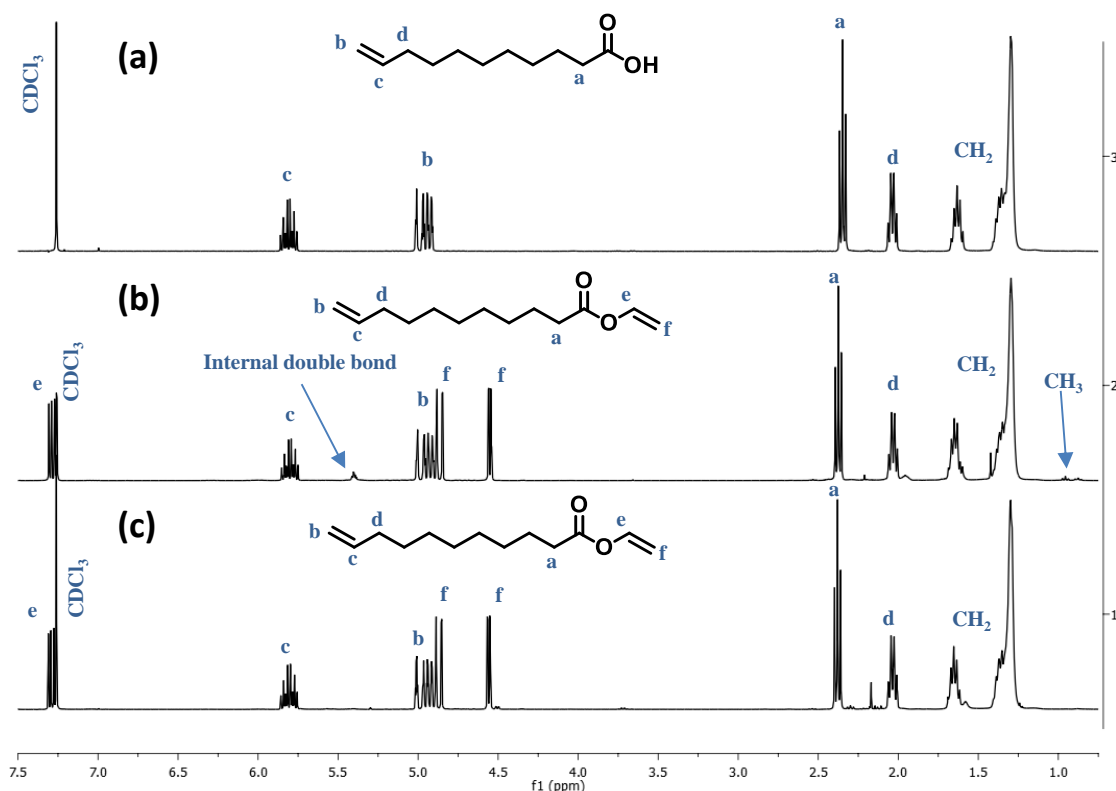 (a)
CDCl3
b
d
c
a
O
OH
c
b
a
d
CH2
3
(b)
e
CDCl3
b
d
c
a
O
O
e
f
Internal double bond
c
b
f
f
a
d
CH2
CH3
2
(c)
e
CDCl3
b
d
c
a
O
O
e
f
c
b
f
f
a
d
CH2
1
7.5 7.0 6.5 6.0 5.5 5.0 4.5 4.0 3.5 3.0 2.5 2.0 1.5 1.0
f1 (ppm)